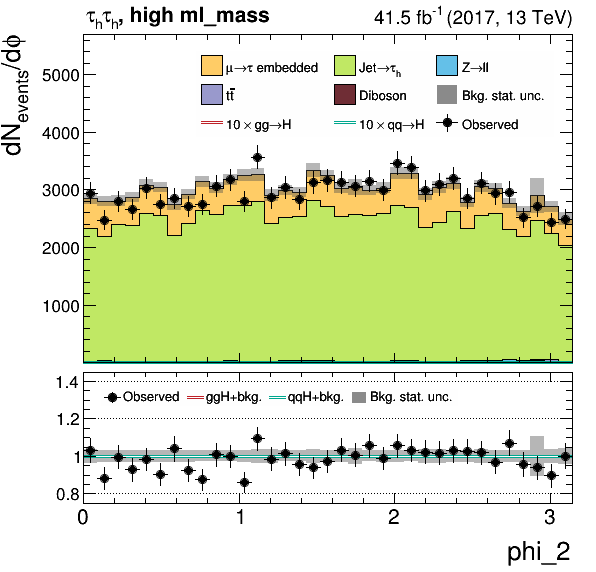 τₕτₕ, high ml_mass 41.5 fb⁻¹ (2017, 13 TeV)
dN_events/dϕ
5000
4000
3000
2000
1000
μ→τ embedded Jet→τₕ Z→ll
tt̄ Diboson Bkg. stat. unc.
10 × gg→H 10 × qq→H Observed
1.4
1.2
1
0.8
Observed ggH+bkg. qqH+bkg. Bkg. stat. unc.
0 1 2 3
phi_2